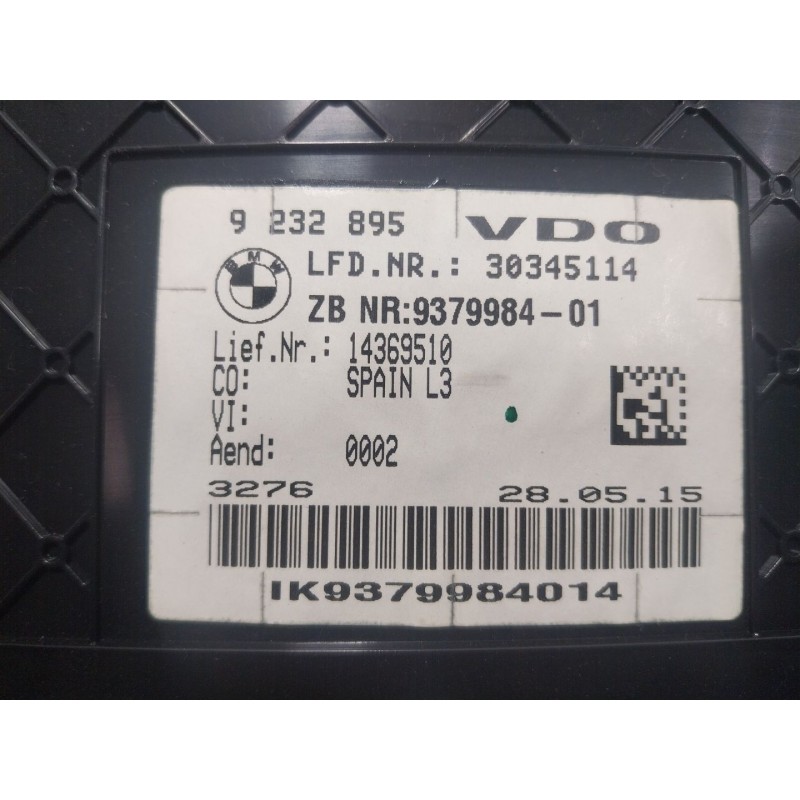 9 232 895 VDO
BMW
LFD.NR.: 30345114
ZB NR:9379984-01
Lief.Nr.: 14369510
CO: SPAIN L3
VI:
Aend: 0002
3276 28.05.15
IK9379984014